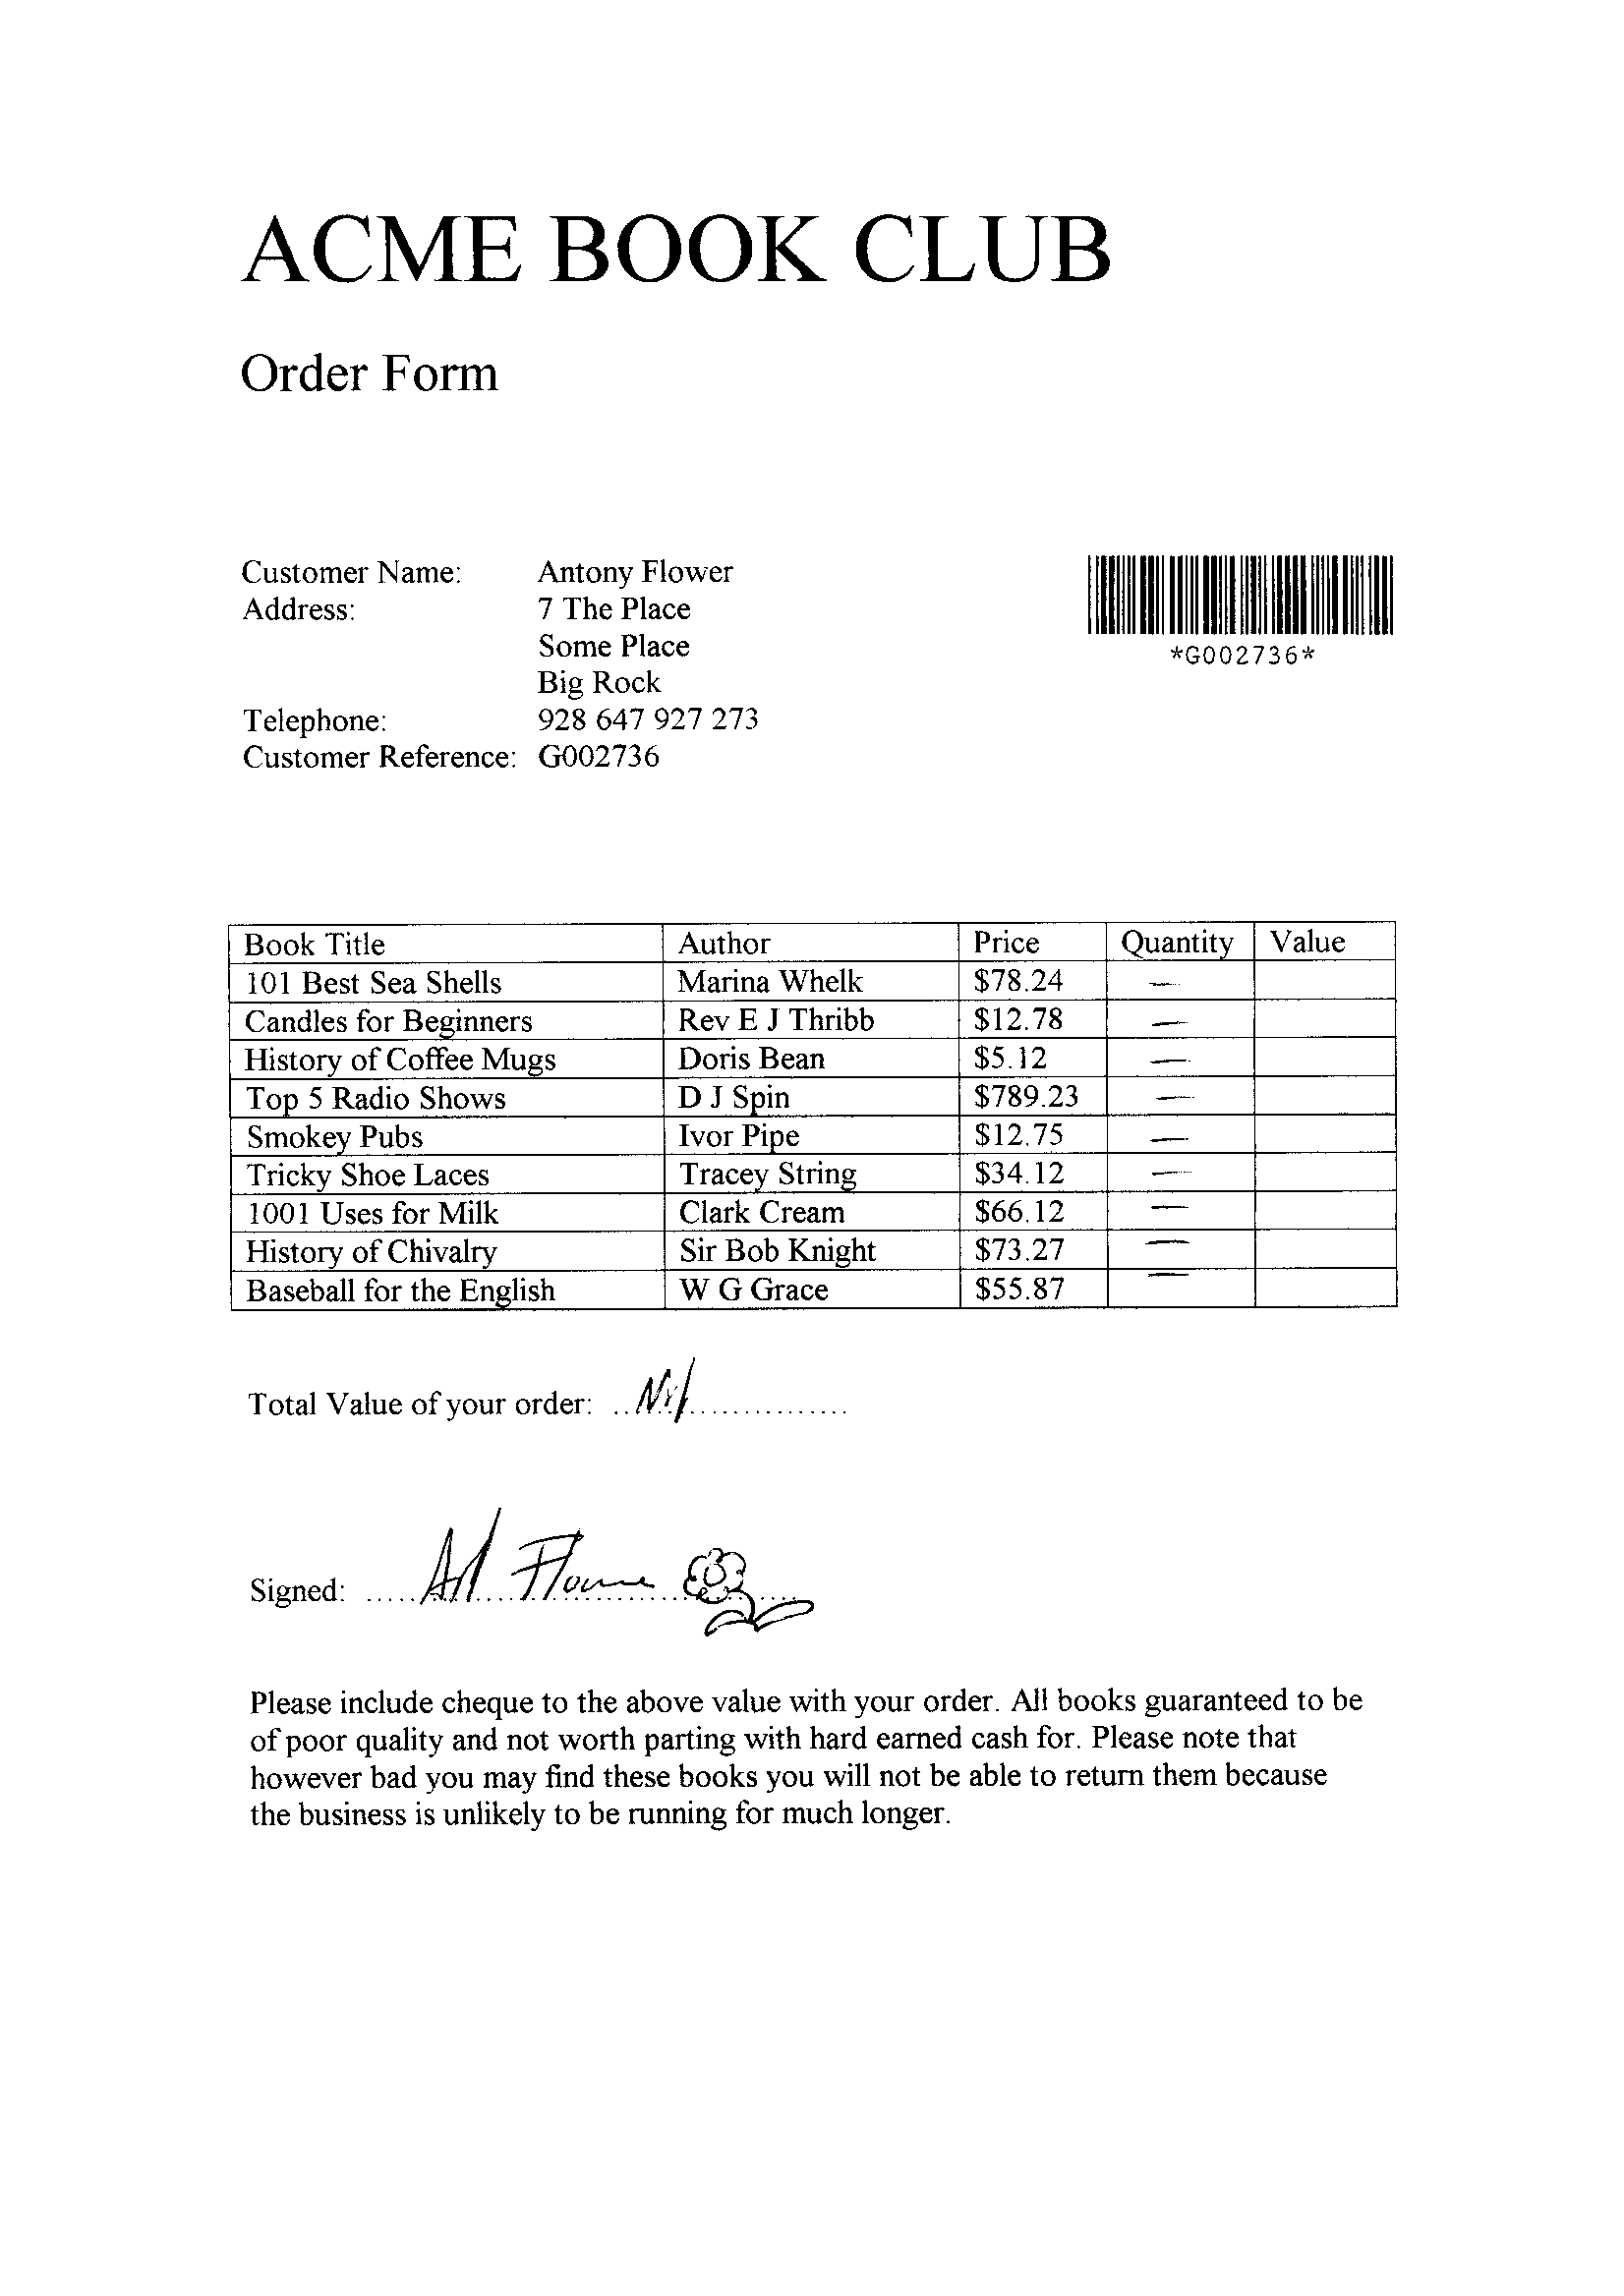 ACME BOOK CLUB
Order Form
Customer Name: Antony Flower
Address: 7 The Place
Some Place
Big Rock
Telephone: 928 647 927 273
Customer Reference: G002736
*G002736*
Book Title Author Price Quantity Value
101 Best Sea Shells Marina Whelk $78.24 —
Candles for Beginners Rev E J Thribb $12.78 —
History of Coffee Mugs Doris Bean $5.12 —
Top 5 Radio Shows D J Spin $789.23 —
Smokey Pubs Ivor Pipe $12.75 —
Tricky Shoe Laces Tracey String $34.12 —
1001 Uses for Milk Clark Cream $66.12 —
History of Chivalry Sir Bob Knight $73.27 —
Baseball for the English W G Grace $55.87 —
Total Value of your order: ..Nil...............
Signed: ..... Flower
Please include cheque to the above value with your order. All books guaranteed to be
of poor quality and not worth parting with hard earned cash for. Please note that
however bad you may find these books you will not be able to return them because
the business is unlikely to be running for much longer.